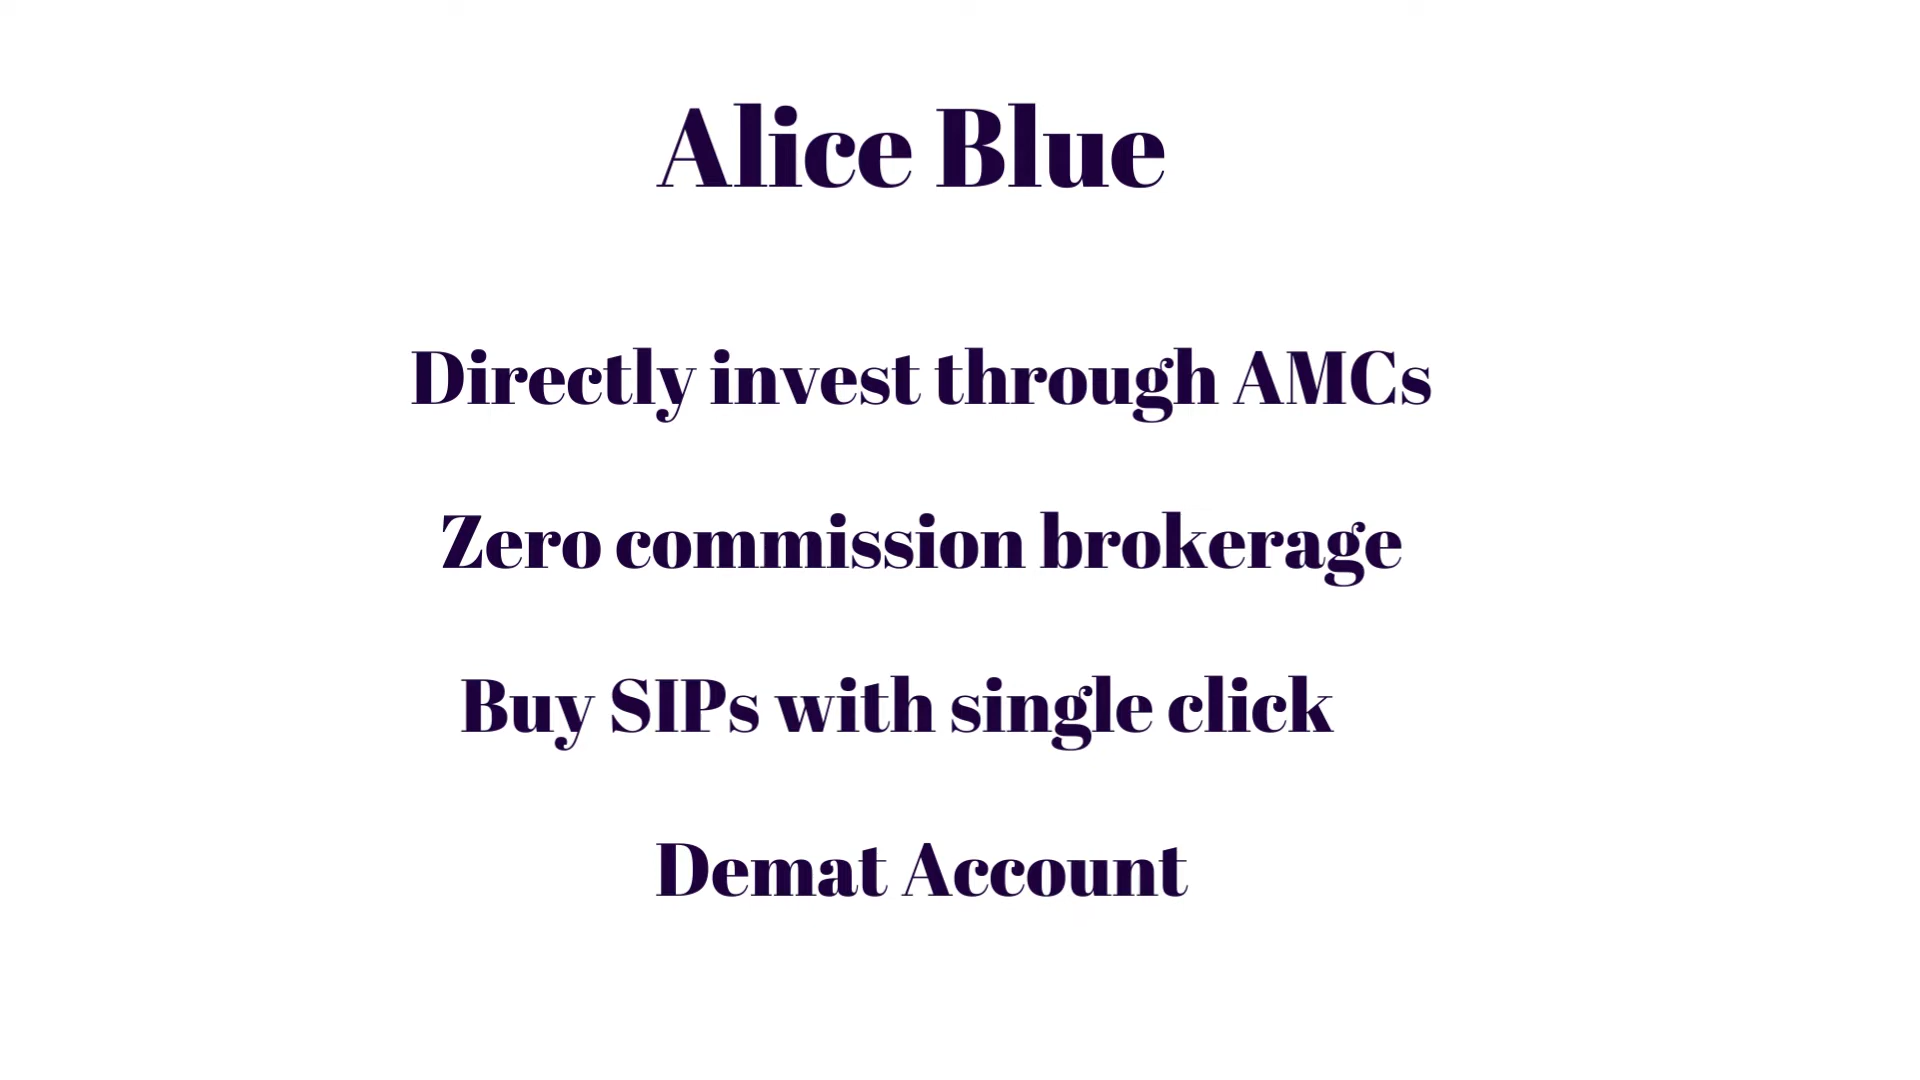 Alice Blue
Directly invest through AMCs
Zero commission brokerage
Buy SIPs with single click
Demat Account